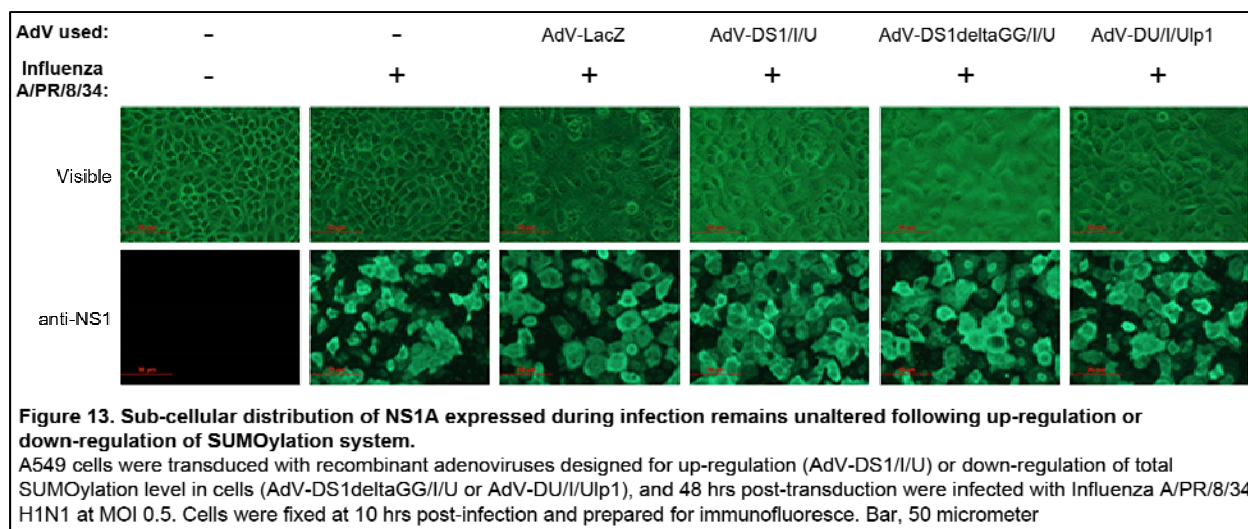 AdV used: - - AdV-LacZ AdV-DS1/I/U AdV-DS1deltaGG/I/U AdV-DU/I/Ulp1
Influenza
A/PR/8/34: - + + + + +
Visible
anti-NS1
Figure 13. Sub-cellular distribution of NS1A expressed during infection remains unaltered following up-regulation or
down-regulation of SUMOylation system.
A549 cells were transduced with recombinant adenoviruses designed for up-regulation (AdV-DS1/I/U) or down-regulation of total
SUMOylation level in cells (AdV-DS1deltaGG/I/U or AdV-DU/I/Ulp1), and 48 hrs post-transduction were infected with Influenza A/PR/8/34
H1N1 at MOI 0.5. Cells were fixed at 10 hrs post-infection and prepared for immunofluoresce. Bar, 50 micrometer